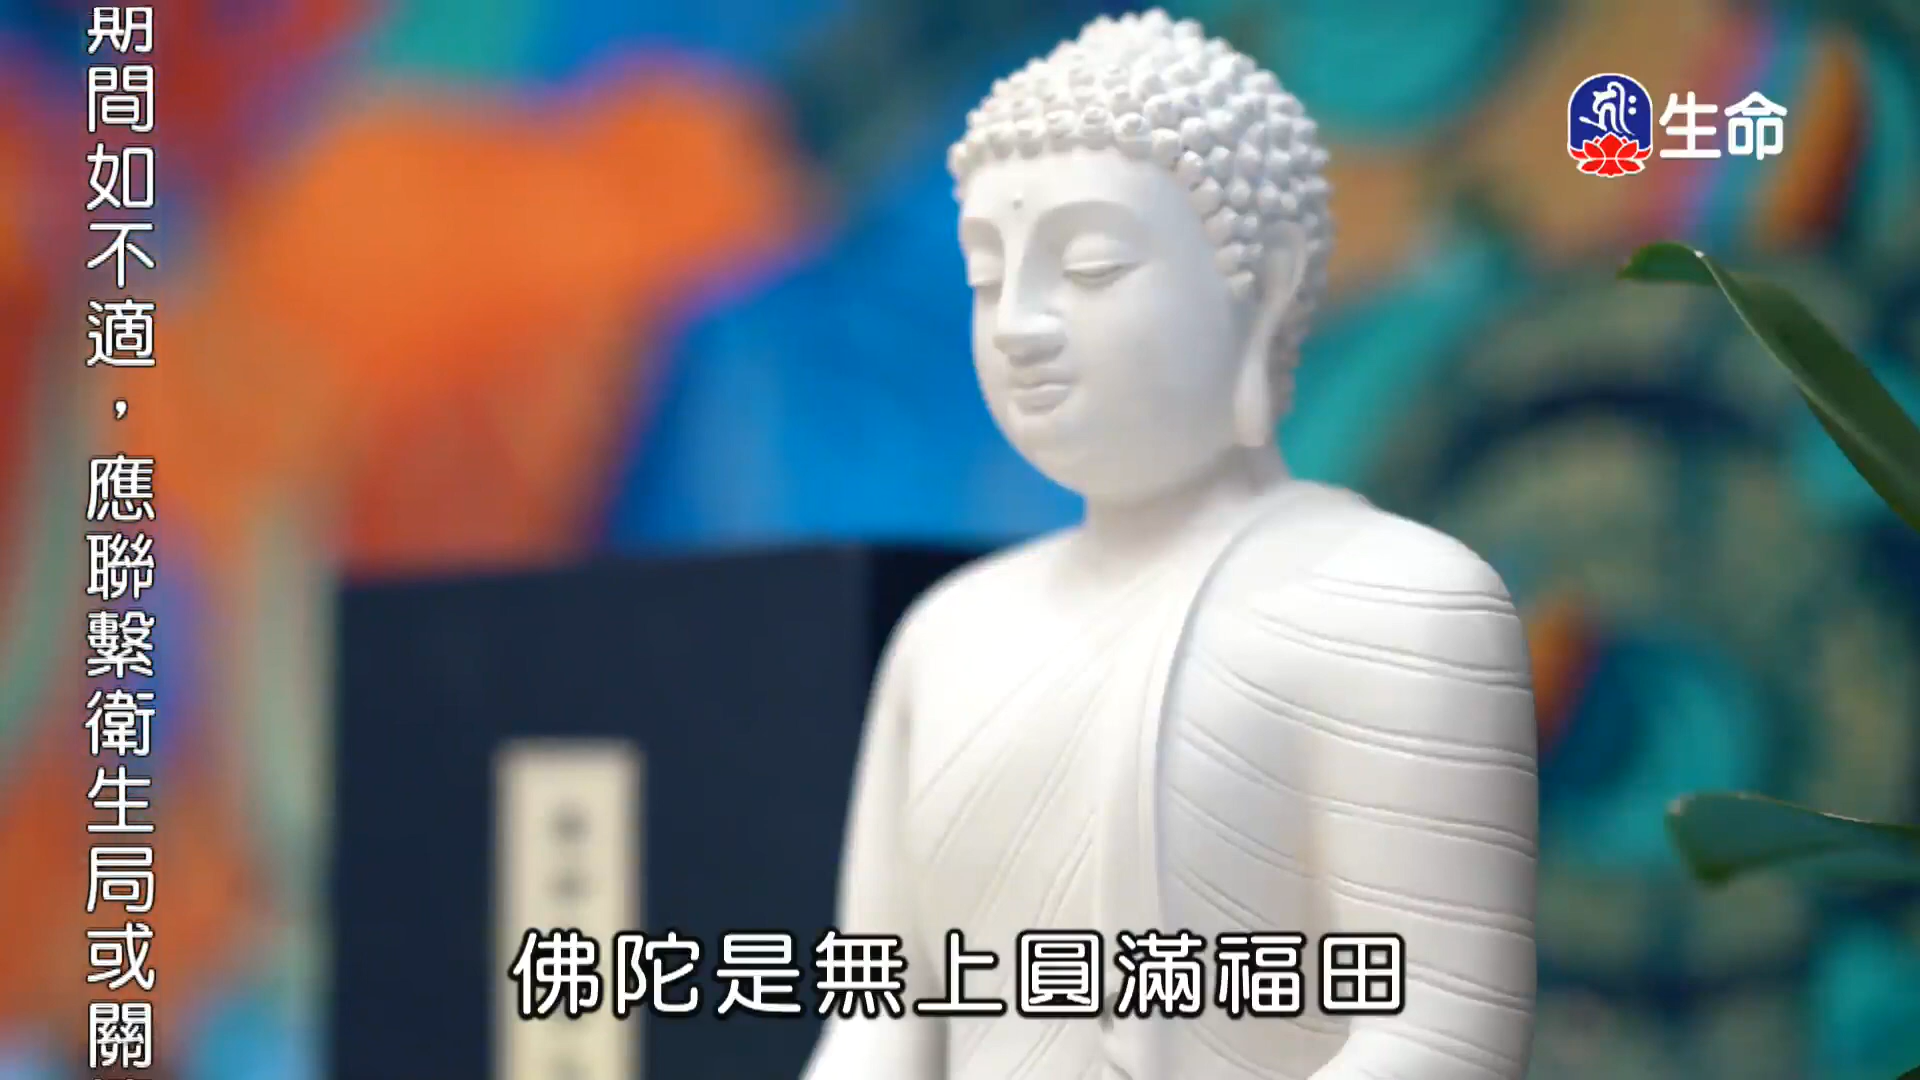 期間如不適，應聯繫衛生局或關
生命
佛陀是無上圓滿福田